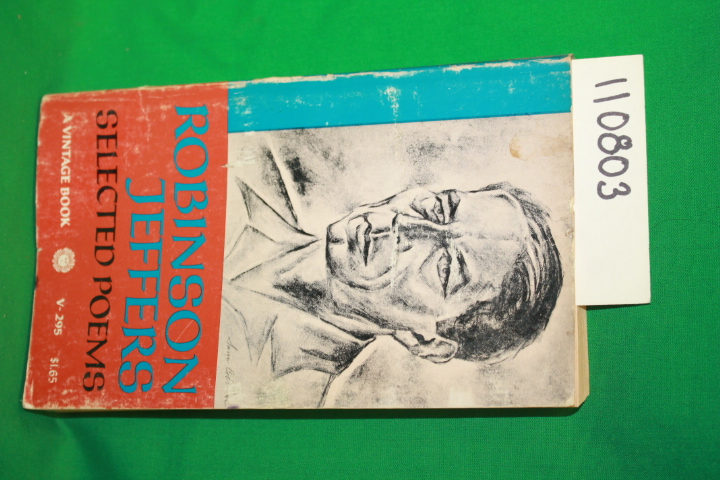 ROBINSON
JEFFERS
SELECTED POEMS
A VINTAGE BOOK
V-295
$1.65
110803